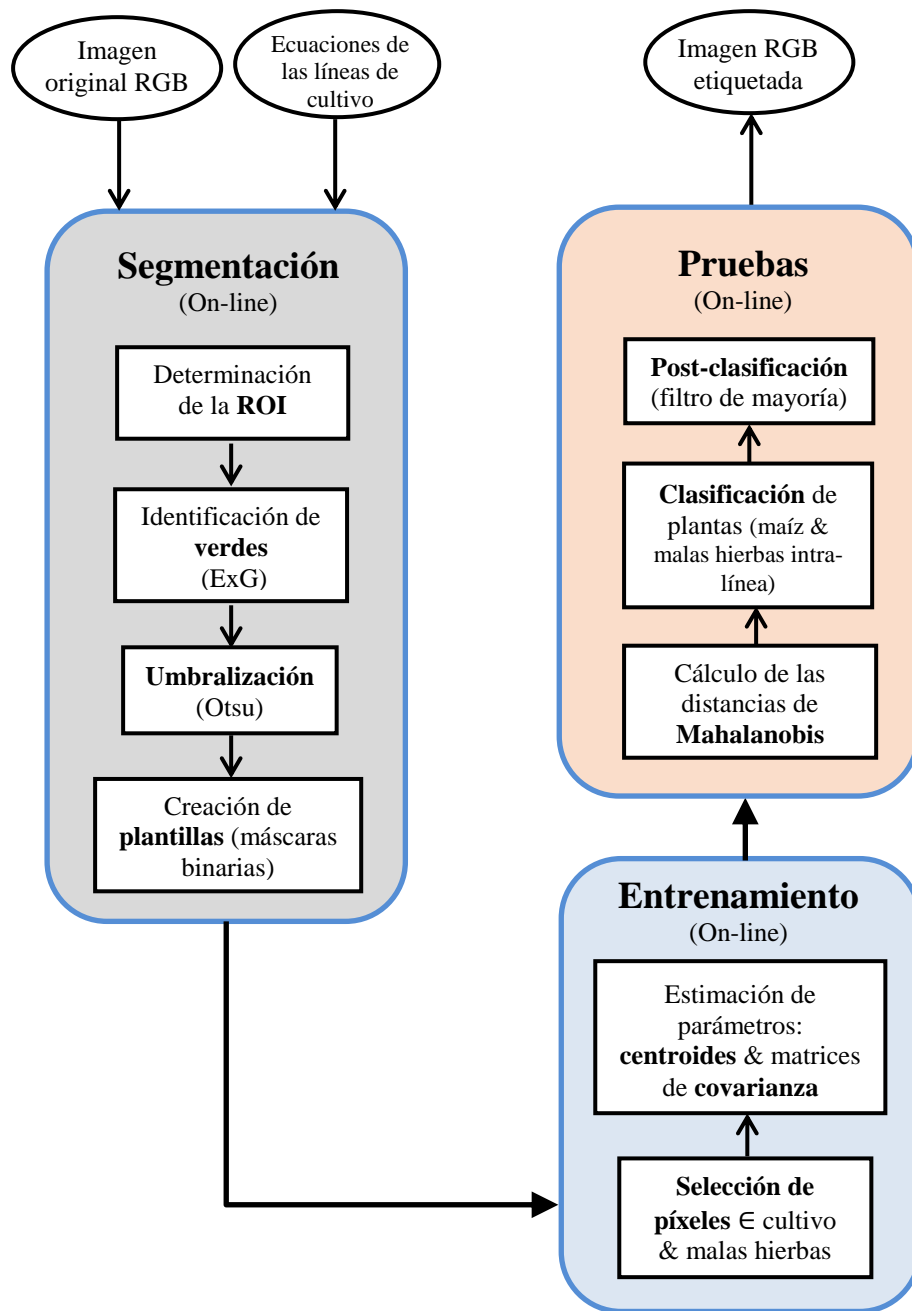 Imagen
original RGB
Ecuaciones de
las líneas de
cultivo
Segmentación
(On-line)
Determinación
de la ROI
Identificación de
verdes
(ExG)
Umbralización
(Otsu)
Creación de
plantillas (máscaras
binarias)
Imagen RGB
etiquetada
Pruebas
(On-line)
Post-clasificación
(filtro de mayoría)
Clasificación de
plantas (maíz &
malas hierbas intra-
línea)
Cálculo de las
distancias de
Mahalanobis
Entrenamiento
(On-line)
Estimación de
parámetros:
centroides & matrices
de covarianza
Selección de
píxeles ∈ cultivo
& malas hierbas